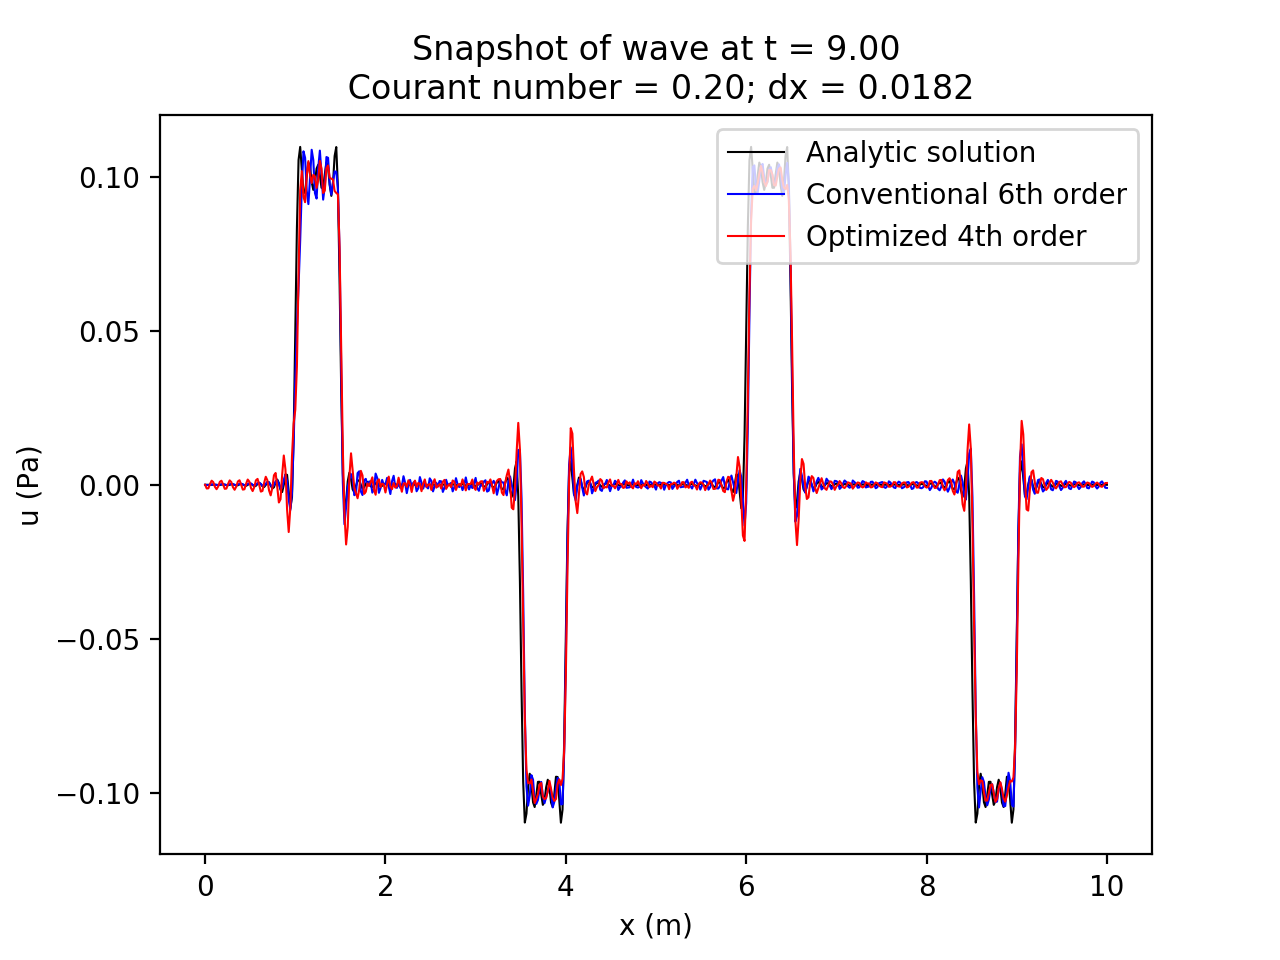 Snapshot of wave at t = 9.00
Courant number = 0.20; dx = 0.0182
Analytic solution
Conventional 6th order
Optimized 4th order
0.10
0.05
0.00
−0.05
−0.10
u (Pa)
0 2 4 6 8 10
x (m)